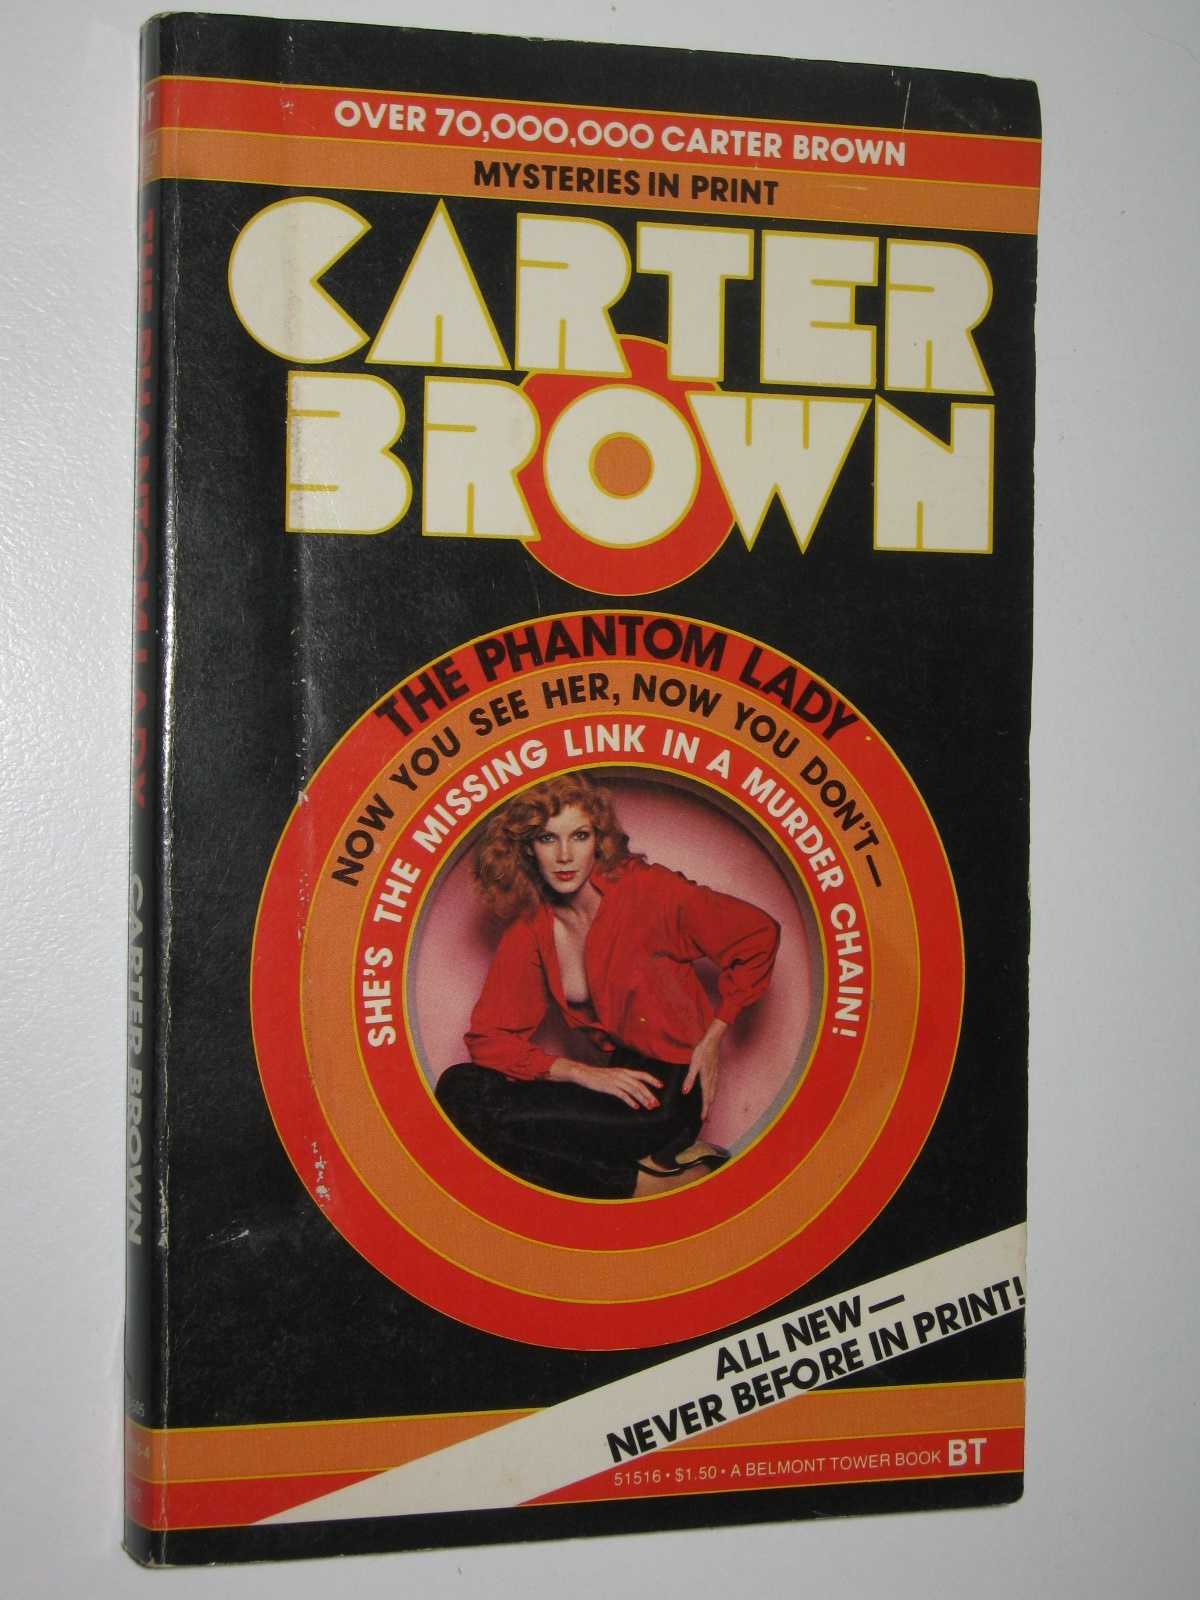 OVER 70,000,000 CARTER BROWN
MYSTERIES IN PRINT
CARTER
BROWN
THE PHANTOM LADY
NOW YOU SEE HER, NOW YOU DON'T—
SHE'S THE MISSING LINK IN A MURDER CHAIN!
ALL NEW—
NEVER BEFORE IN PRINT!
51516 • $1.50 • A BELMONT TOWER BOOK BT
THE PHANTOM LADY CARTER BROWN